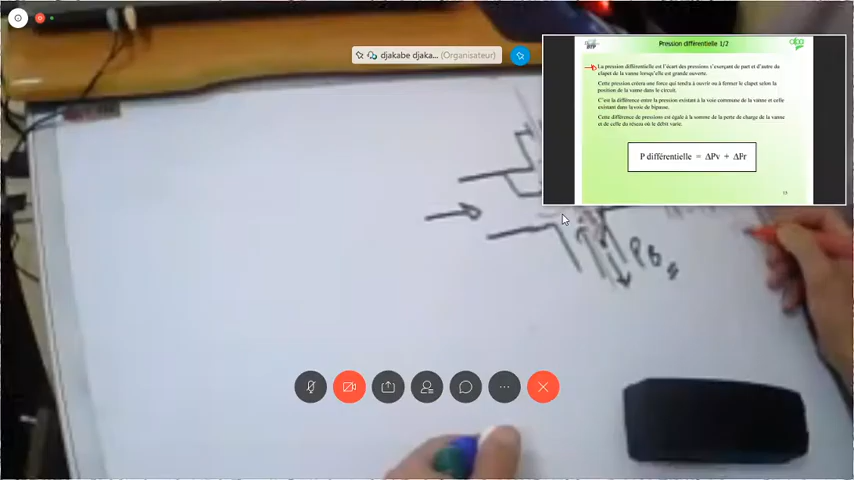 djakabe djaka... (Organisateur)
Pression différentielle 1/2
BTP
afpa
La pression différentielle est l'écart des pressions s'exerçant de part et d'autre du
clapet de la vanne lorsqu'elle est grande ouverte.
Cette pression créera une force qui tendra à ouvrir ou à fermer le clapet selon la
position de la vanne dans le circuit.
C'est la différence entre la pression existant à la voie commune de la vanne et celle
existant dans la voie de bipasse.
Cette différence de pressions est égale à la somme de la perte de charge de la vanne
et de celle du réseau où le débit varie.
P différentielle = ΔPv + ΔPr